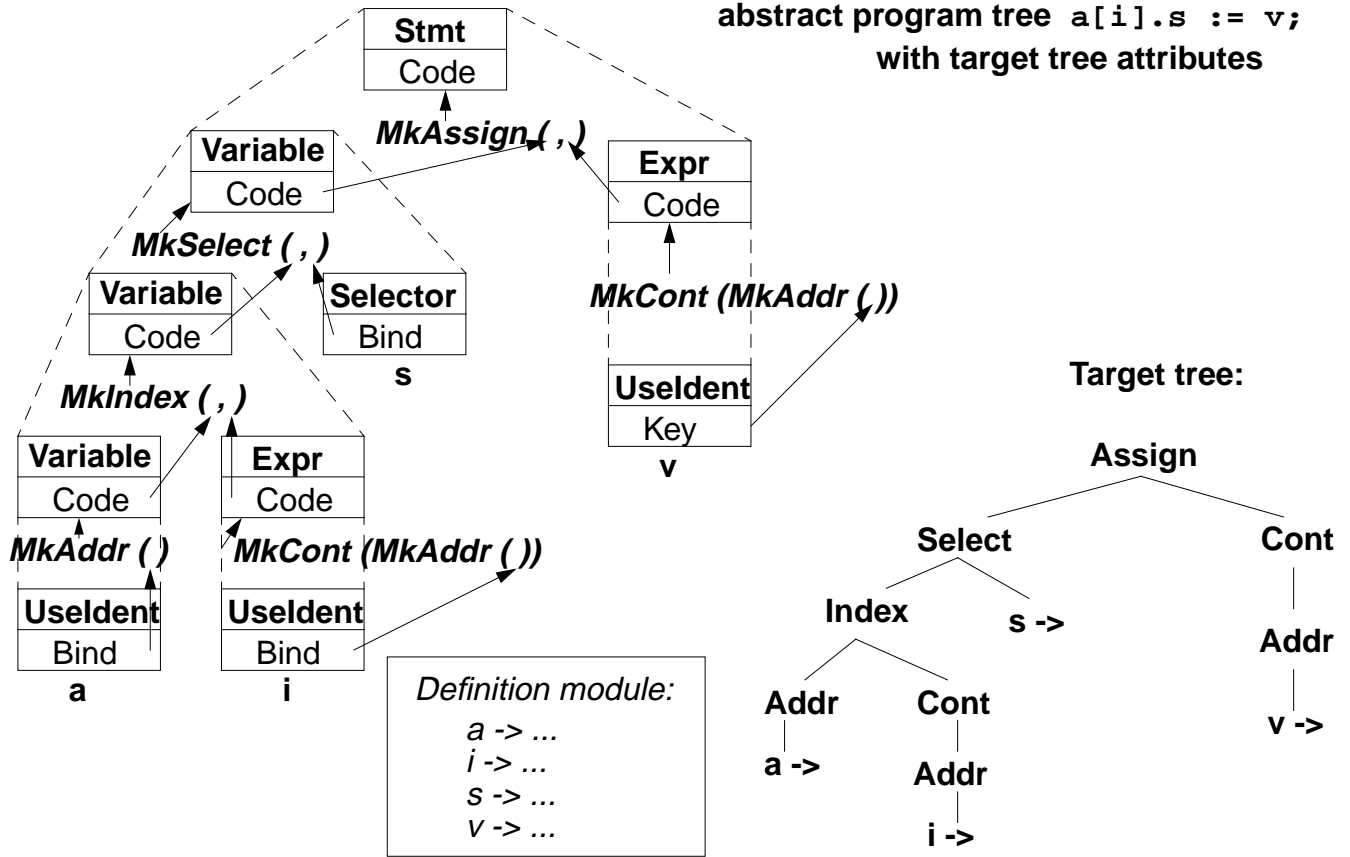 abstract program tree a[i].s := v;
with target tree attributes
Stmt
Code
MkAssign ( , )
Variable
Code
Expr
Code
MkSelect ( , )
Variable
Code
Selector
Bind
s
MkCont (MkAddr ( ))
UseIdent
Key
v
MkIndex ( , )
Variable
Code
Expr
Code
MkAddr ( )
MkCont (MkAddr ( ))
UseIdent
Bind
a
UseIdent
Bind
i
Definition module:
a -> ...
i -> ...
s -> ...
v -> ...
Target tree:
Assign
Select
Cont
Index
s ->
Addr
Addr
Cont
v ->
a ->
Addr
i ->